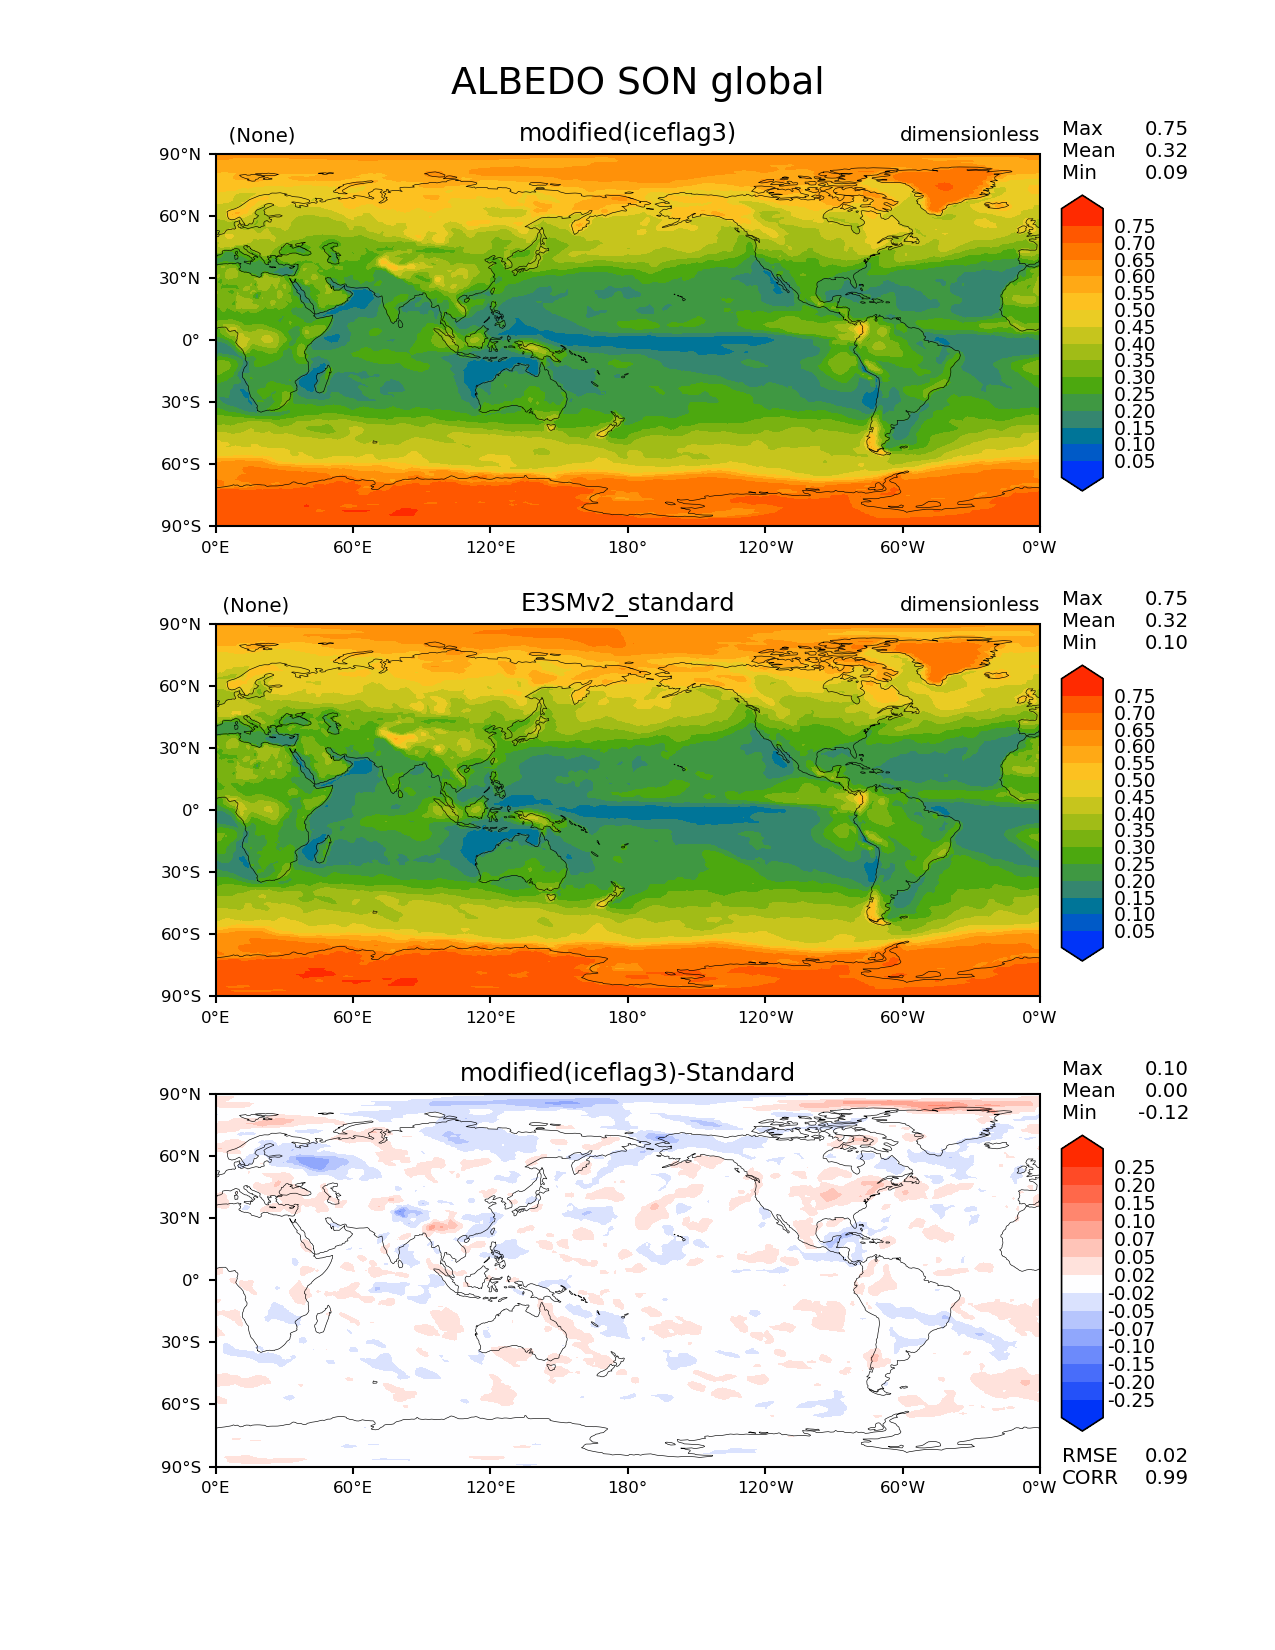 ALBEDO SON global
(None) modified(iceflag3) dimensionless
Max 0.75
Mean 0.32
Min 0.09
90°N
60°N
30°N
0°
30°S
60°S
90°S
0°E 60°E 120°E 180° 120°W 60°W 0°W
0.75
0.70
0.65
0.60
0.55
0.50
0.45
0.40
0.35
0.30
0.25
0.20
0.15
0.10
0.05
(None) E3SMv2_standard dimensionless
Max 0.75
Mean 0.32
Min 0.10
90°N
60°N
30°N
0°
30°S
60°S
90°S
0°E 60°E 120°E 180° 120°W 60°W 0°W
0.75
0.70
0.65
0.60
0.55
0.50
0.45
0.40
0.35
0.30
0.25
0.20
0.15
0.10
0.05
modified(iceflag3)-Standard
Max 0.10
Mean 0.00
Min -0.12
90°N
60°N
30°N
0°
30°S
60°S
90°S
0°E 60°E 120°E 180° 120°W 60°W 0°W
0.25
0.20
0.15
0.10
0.07
0.05
0.02
-0.02
-0.05
-0.07
-0.10
-0.15
-0.20
-0.25
RMSE 0.02
CORR 0.99